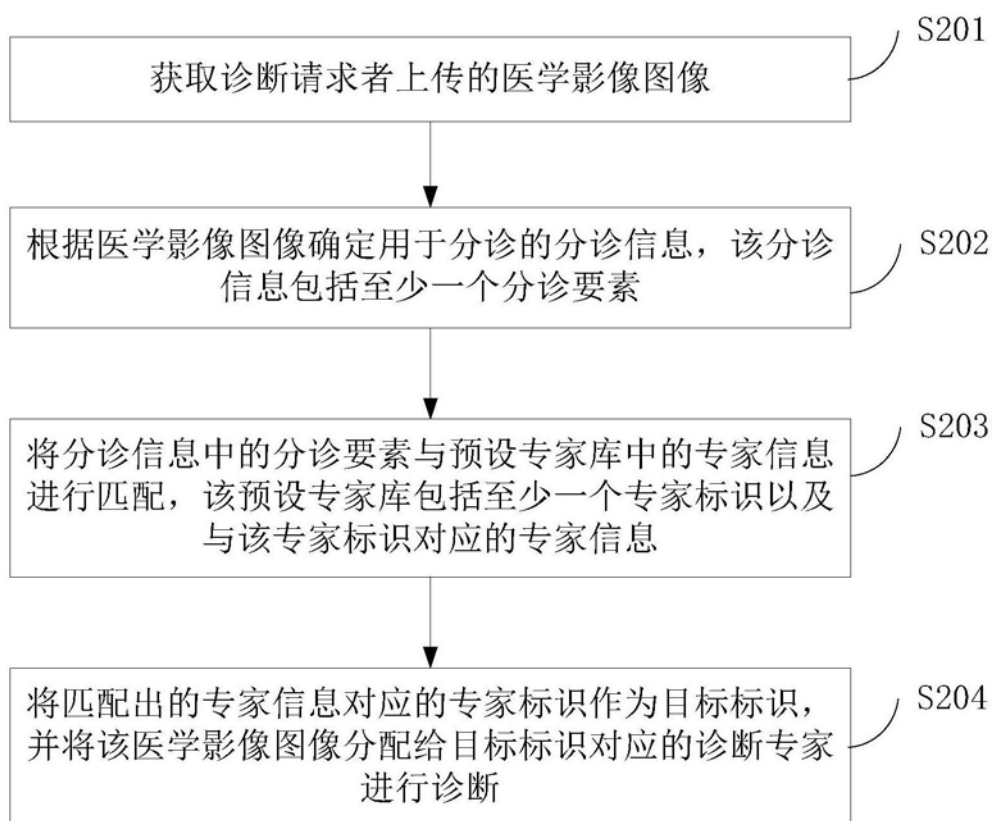 S201
获取诊断请求者上传的医学影像图像
S202
根据医学影像图像确定用于分诊的分诊信息，该分诊
信息包括至少一个分诊要素
S203
将分诊信息中的分诊要素与预设专家库中的专家信息
进行匹配，该预设专家库包括至少一个专家标识以及
与该专家标识对应的专家信息
S204
将匹配出的专家信息对应的专家标识作为目标标识，
并将该医学影像图像分配给目标标识对应的诊断专家
进行诊断